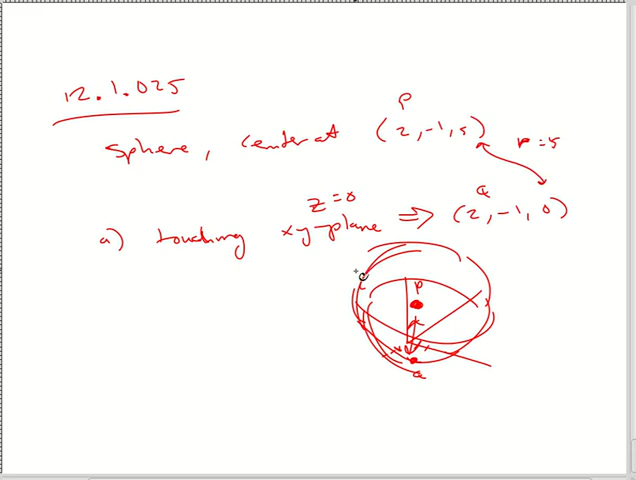 12.1.025
P
sphere, center at (2,-1,5) r=5
z=0 Q
a) touching xy-plane ⇒ (2,-1,0)
P
Q